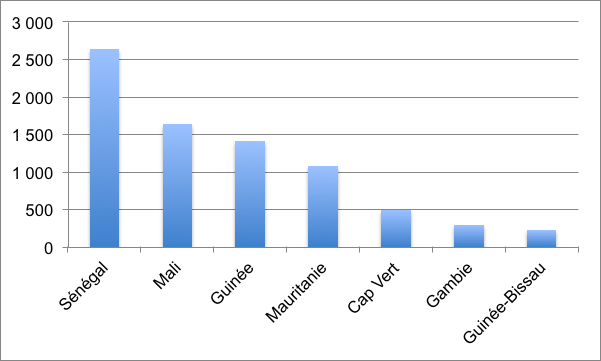 3 000
2 500
2 000
1 500
1 000
500
0
Sénégal
Mali
Guinée
Mauritanie
Cap Vert
Gambie
Guinée-Bissau